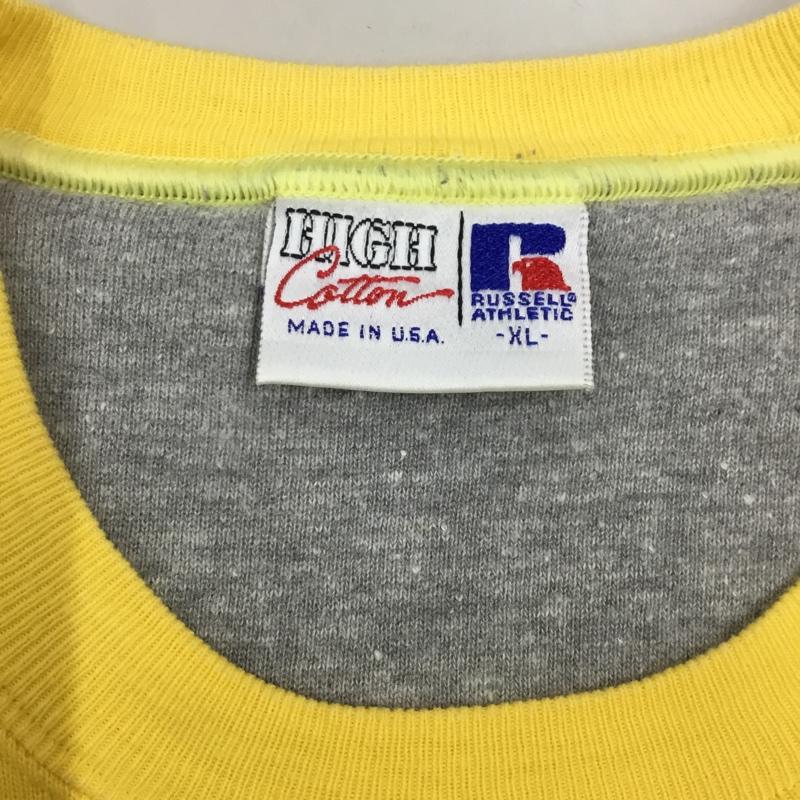 HIGH
Cotton
MADE IN U.S.A.
R
RUSSELL®
ATHLETIC
-XL-